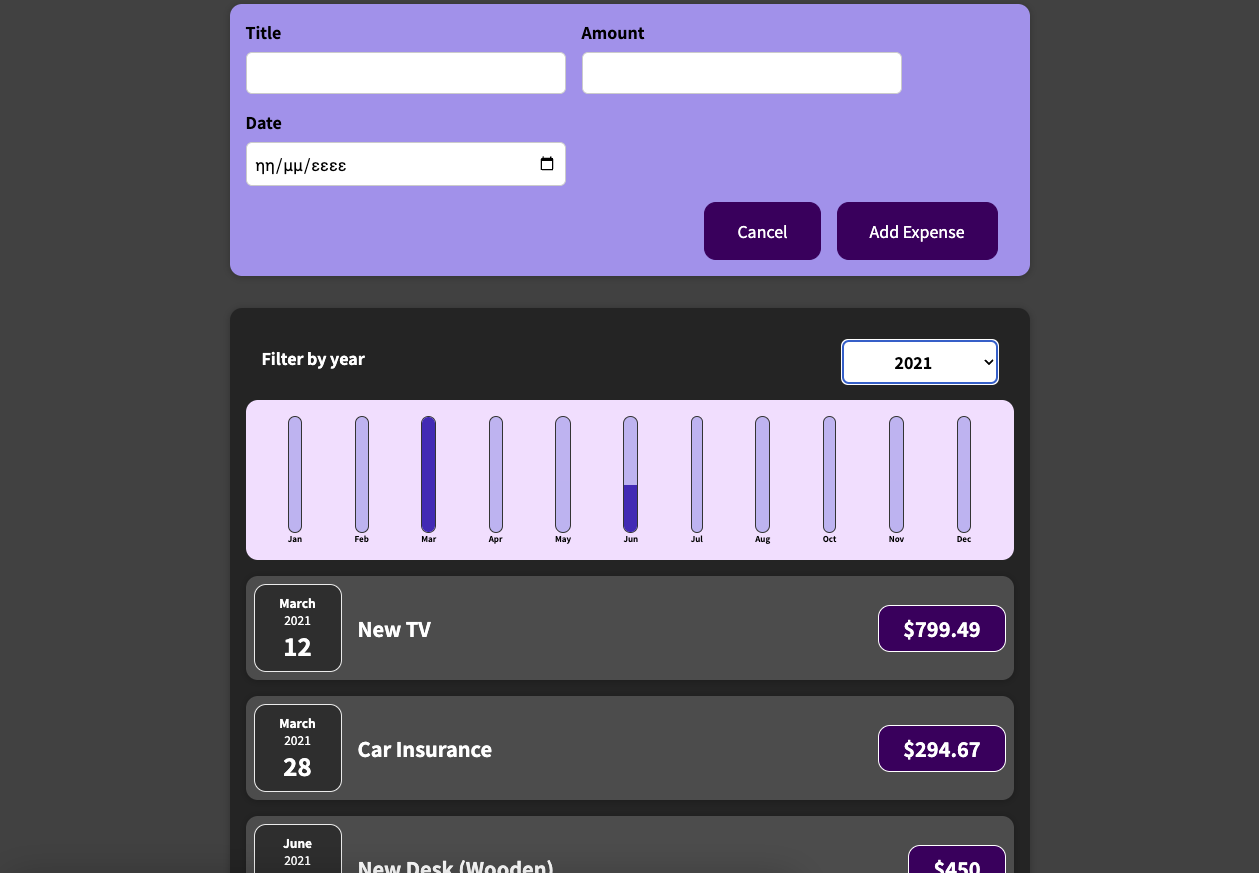 Title Amount
Date
ηη/μμ/εεεε
Cancel Add Expense
Filter by year 2021
Jan Feb Mar Apr May Jun Jul Aug Oct Nov Dec
March
2021
12
New TV $799.49
March
2021
28
Car Insurance $294.67
June
2021
New Desk (Wooden) $450